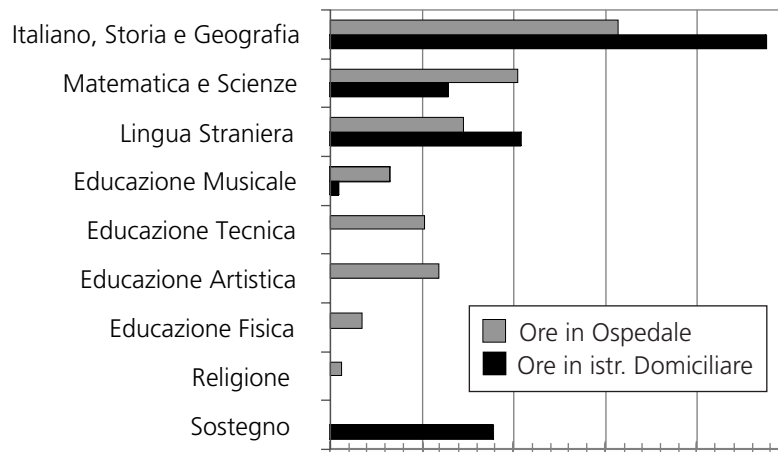 Italiano, Storia e Geografia
Matematica e Scienze
Lingua Straniera
Educazione Musicale
Educazione Tecnica
Educazione Artistica
Educazione Fisica
Religione
Sostegno
Ore in Ospedale
Ore in istr. Domiciliare